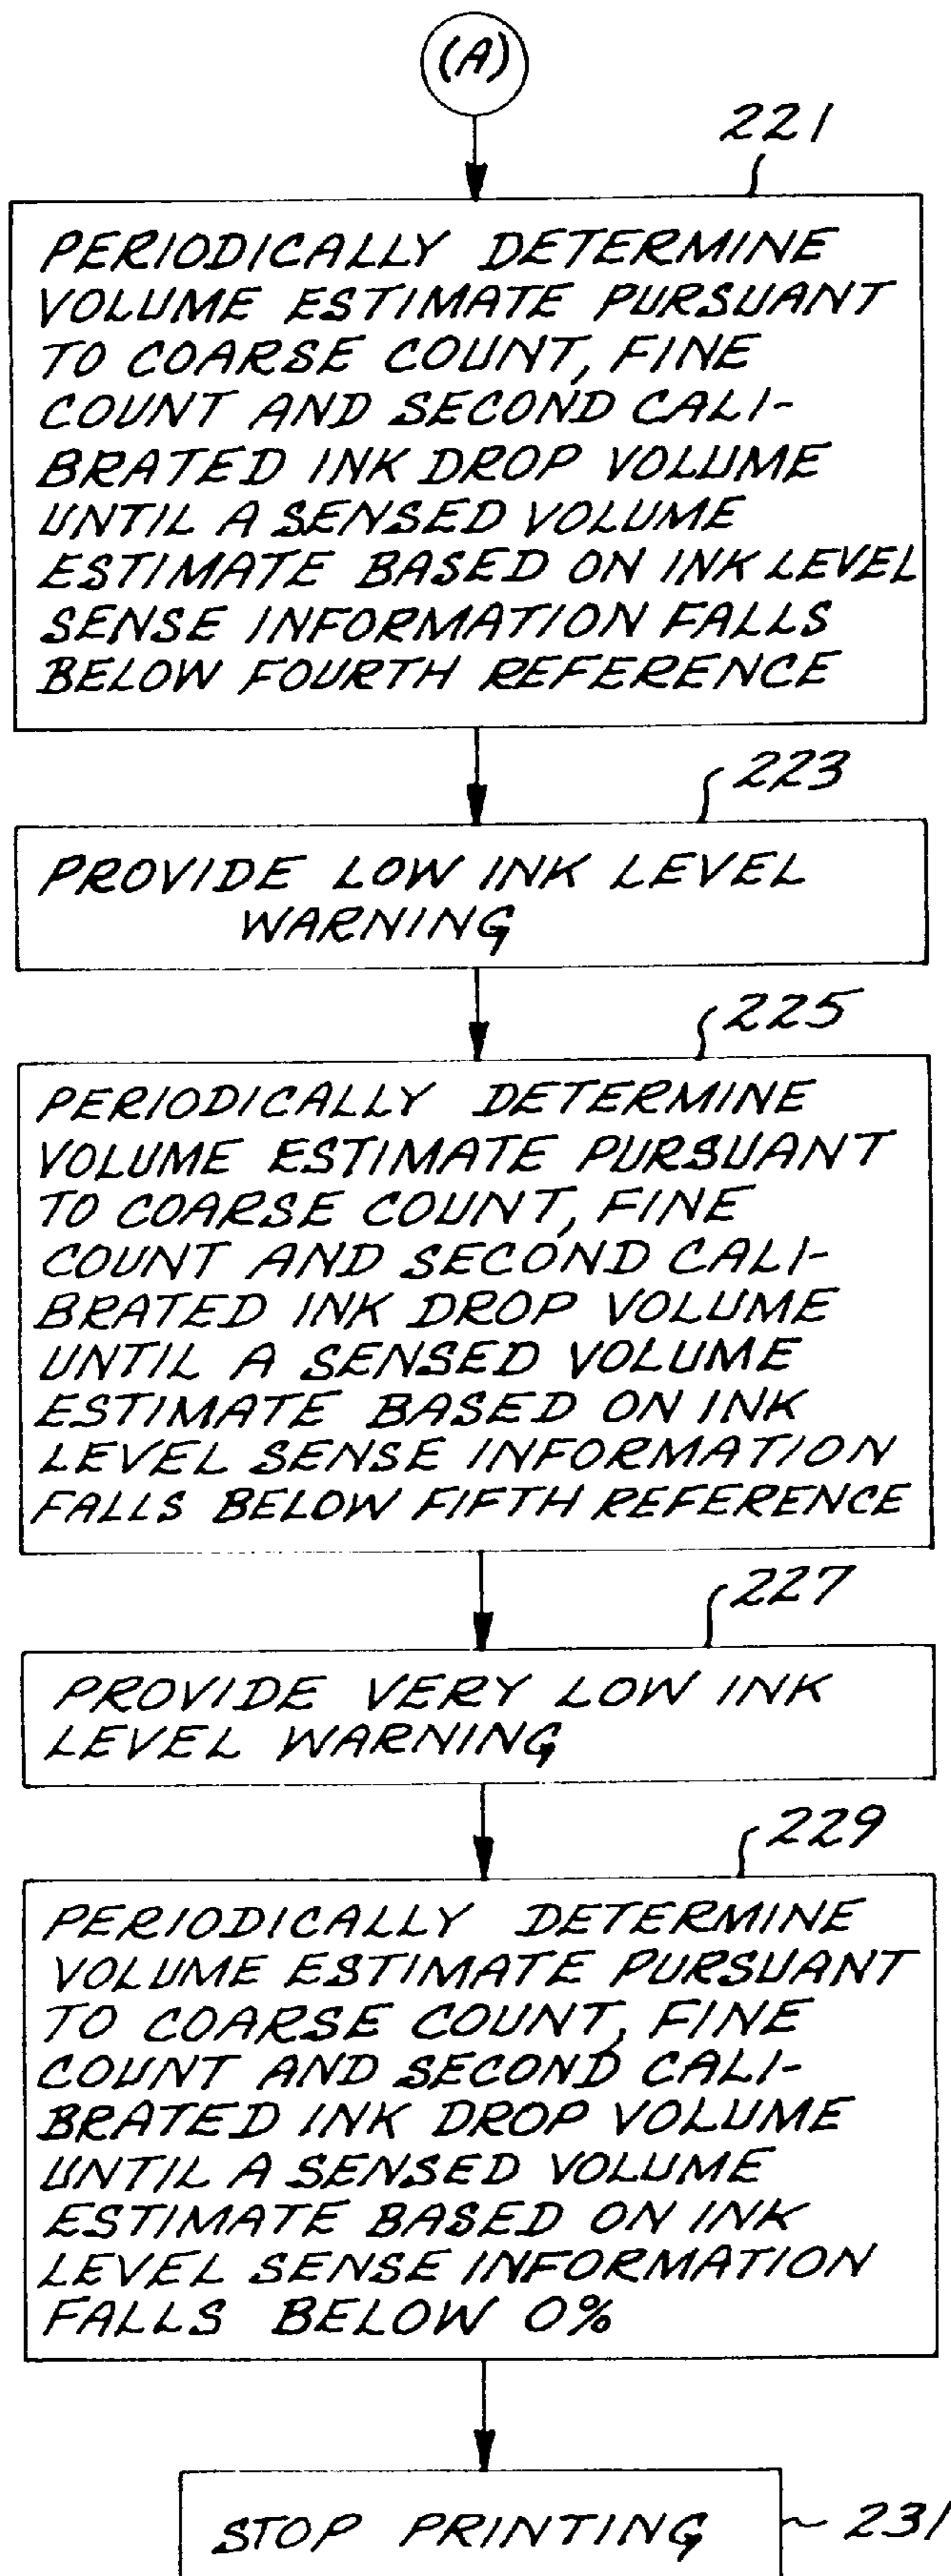 (A)
221
PERIODICALLY DETERMINE
VOLUME ESTIMATE PURSUANT
TO COARSE COUNT, FINE
COUNT AND SECOND CALI-
BRATED INK DROP VOLUME
UNTIL A SENSED VOLUME
ESTIMATE BASED ON INK LEVEL
SENSE INFORMATION FALLS
BELOW FOURTH REFERENCE
223
PROVIDE LOW INK LEVEL
WARNING
225
PERIODICALLY DETERMINE
VOLUME ESTIMATE PURSUANT
TO COARSE COUNT, FINE
COUNT AND SECOND CALI-
BRATED INK DROP VOLUME
UNTIL A SENSED VOLUME
ESTIMATE BASED ON INK
LEVEL SENSE INFORMATION
FALLS BELOW FIFTH REFERENCE
227
PROVIDE VERY LOW INK
LEVEL WARNING
229
PERIODICALLY DETERMINE
VOLUME ESTIMATE PURSUANT
TO COARSE COUNT, FINE
COUNT AND SECOND CALI-
BRATED INK DROP VOLUME
UNTIL A SENSED VOLUME
ESTIMATE BASED ON INK
LEVEL SENSE INFORMATION
FALLS BELOW 0%
STOP PRINTING 231